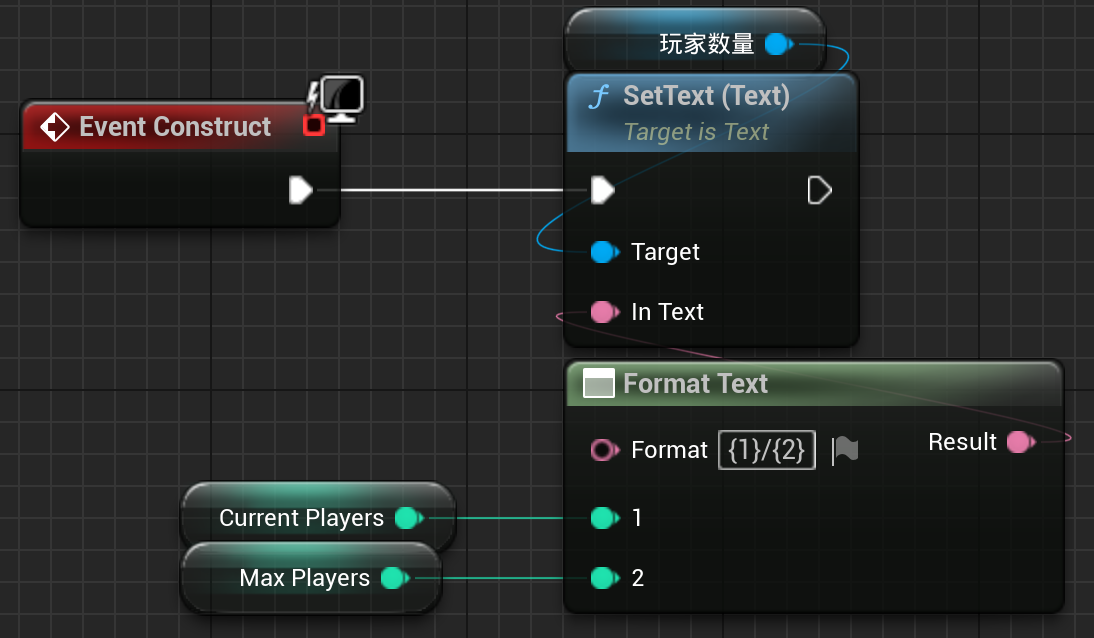 玩家数量
SetText (Text)
Target is Text
Event Construct
Target
In Text
Format Text
Format {1}/{2}
Result
Current Players
1
Max Players
2